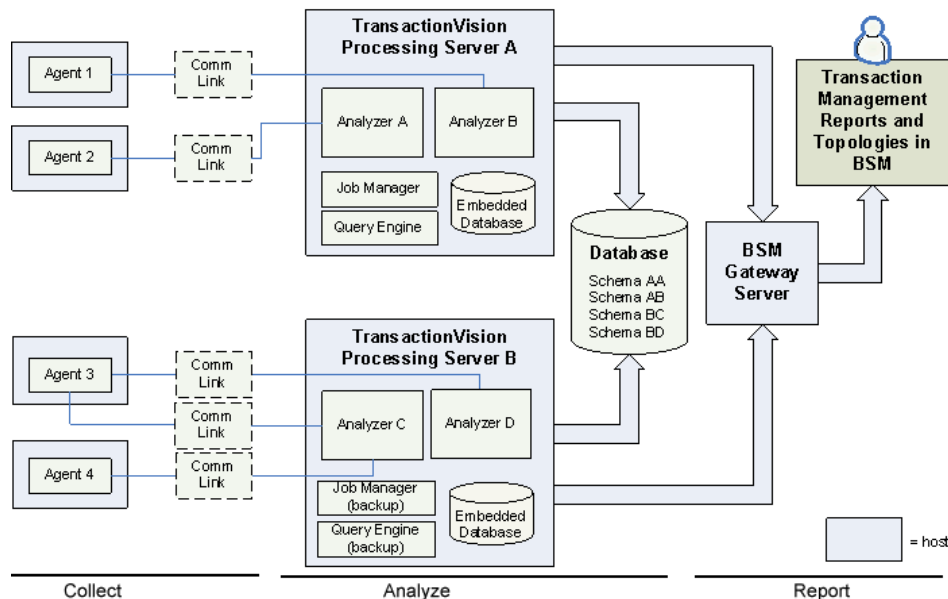 TransactionVision
Processing Server A
Agent 1
Comm
Link
Agent 2
Comm
Link
Analyzer A
Analyzer B
Job Manager
Query Engine
Embedded
Database
Transaction
Management
Reports and
Topologies in
BSM
Database
Schema AA
Schema AB
Schema BC
Schema BD
BSM
Gateway
Server
TransactionVision
Processing Server B
Agent 3
Comm
Link
Comm
Link
Agent 4
Comm
Link
Analyzer C
Analyzer D
Job Manager
(backup)
Query Engine
(backup)
Embedded
Database
= host
Collect
Analyze
Report